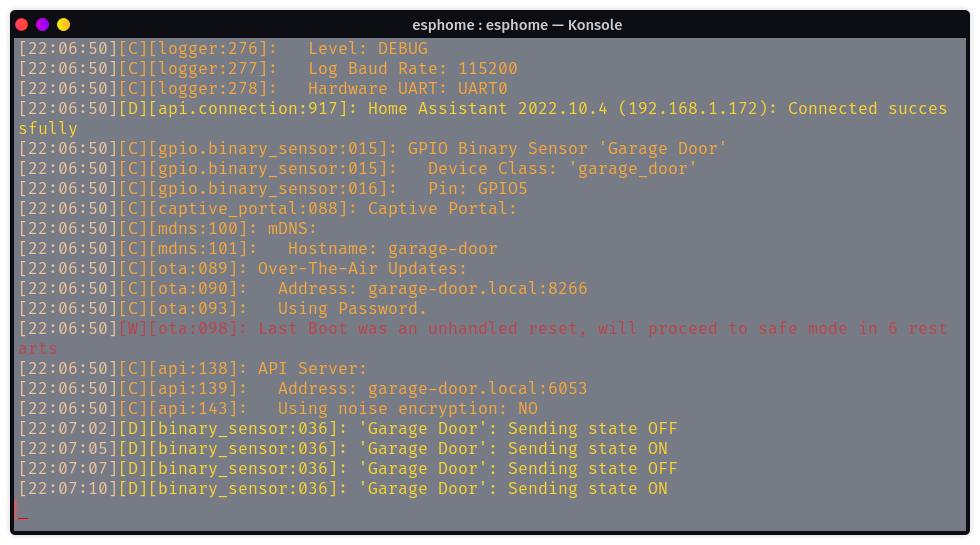 esphome : esphome — Konsole
[22:06:50][C][logger:276]:   Level: DEBUG
[22:06:50][C][logger:277]:   Log Baud Rate: 115200
[22:06:50][C][logger:278]:   Hardware UART: UART0
[22:06:50][D][api.connection:917]: Home Assistant 2022.10.4 (192.168.1.172): Connected succes
sfully
[22:06:50][C][gpio.binary_sensor:015]: GPIO Binary Sensor 'Garage Door'
[22:06:50][C][gpio.binary_sensor:015]:   Device Class: 'garage_door'
[22:06:50][C][gpio.binary_sensor:016]:   Pin: GPIO5
[22:06:50][C][captive_portal:088]: Captive Portal:
[22:06:50][C][mdns:100]: mDNS:
[22:06:50][C][mdns:101]:   Hostname: garage-door
[22:06:50][C][ota:089]: Over-The-Air Updates:
[22:06:50][C][ota:090]:   Address: garage-door.local:8266
[22:06:50][C][ota:093]:   Using Password.
[22:06:50][W][ota:098]: Last Boot was an unhandled reset, will proceed to safe mode in 6 rest
arts
[22:06:50][C][api:138]: API Server:
[22:06:50][C][api:139]:   Address: garage-door.local:6053
[22:06:50][C][api:143]:   Using noise encryption: NO
[22:07:02][D][binary_sensor:036]: 'Garage Door': Sending state OFF
[22:07:05][D][binary_sensor:036]: 'Garage Door': Sending state ON
[22:07:07][D][binary_sensor:036]: 'Garage Door': Sending state OFF
[22:07:10][D][binary_sensor:036]: 'Garage Door': Sending state ON